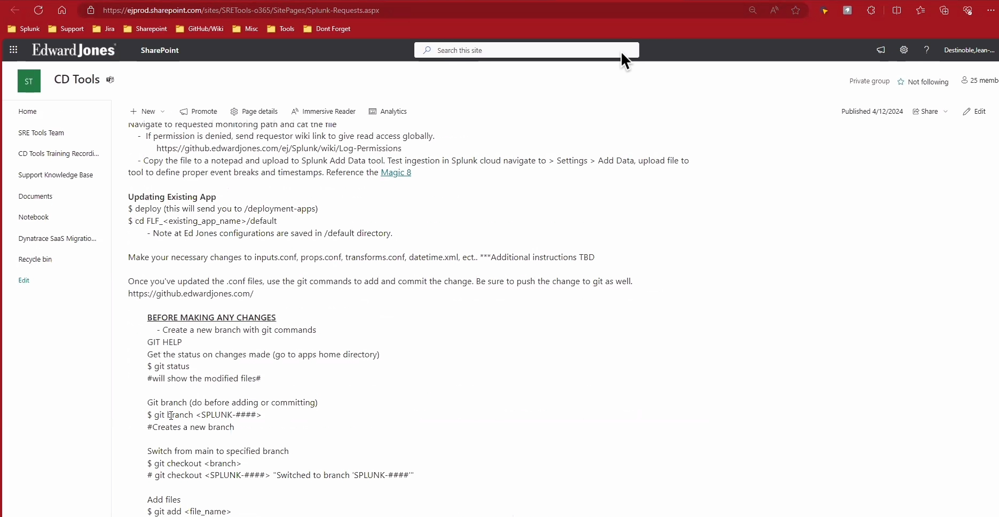 https://ejprod.sharepoint.com/sites/SRETools-o365/SitePages/Splunk-Requests.aspx
Splunk Support Jira Sharepoint GitHub/Wiki Misc Tools Dont Forget
Edward Jones SharePoint Search this site ? Destinoble,Jean-...
ST CD Tools Private group Not following 25 memb
Home
SRE Tools Team
CD Tools Training Recordi...
Support Knowledge Base
Documents
Notebook
Dynatrace SaaS Migratio...
Recycle bin
Edit
+ New Promote Page details Immersive Reader Analytics Published 4/12/2024 Share Edit
Navigate to requested monitoring path and cat the file
- If permission is denied, send requestor wiki link to give read access globally.
https://github.edwardjones.com/ej/Splunk/wiki/Log-Permissions
- Copy the file to a notepad and upload to Splunk Add Data tool. Test ingestion in Splunk cloud navigate to > Settings > Add Data, upload file to
tool to define proper event breaks and timestamps. Reference the Magic 8
Updating Existing App
$ deploy (this will send you to /deployment-apps)
$ cd FLF_<existing_app_name>/default
- Note at Ed Jones configurations are saved in /default directory.
Make your necessary changes to inputs.conf, props.conf, transforms.conf, datetime.xml, ect.. ***Additional instructions TBD
Once you've updated the .conf files, use the git commands to add and commit the change. Be sure to push the change to git as well.
https://github.edwardjones.com/
BEFORE MAKING ANY CHANGES
- Create a new branch with git commands
GIT HELP
Get the status on changes made (go to apps home directory)
$ git status
#will show the modified files#
Git branch (do before adding or committing)
$ git branch <SPLUNK-####>
#Creates a new branch
Switch from main to specified branch
$ git checkout <branch>
# git checkout <SPLUNK-####> "Switched to branch 'SPLUNK-####'"
Add files
$ git add <file_name>